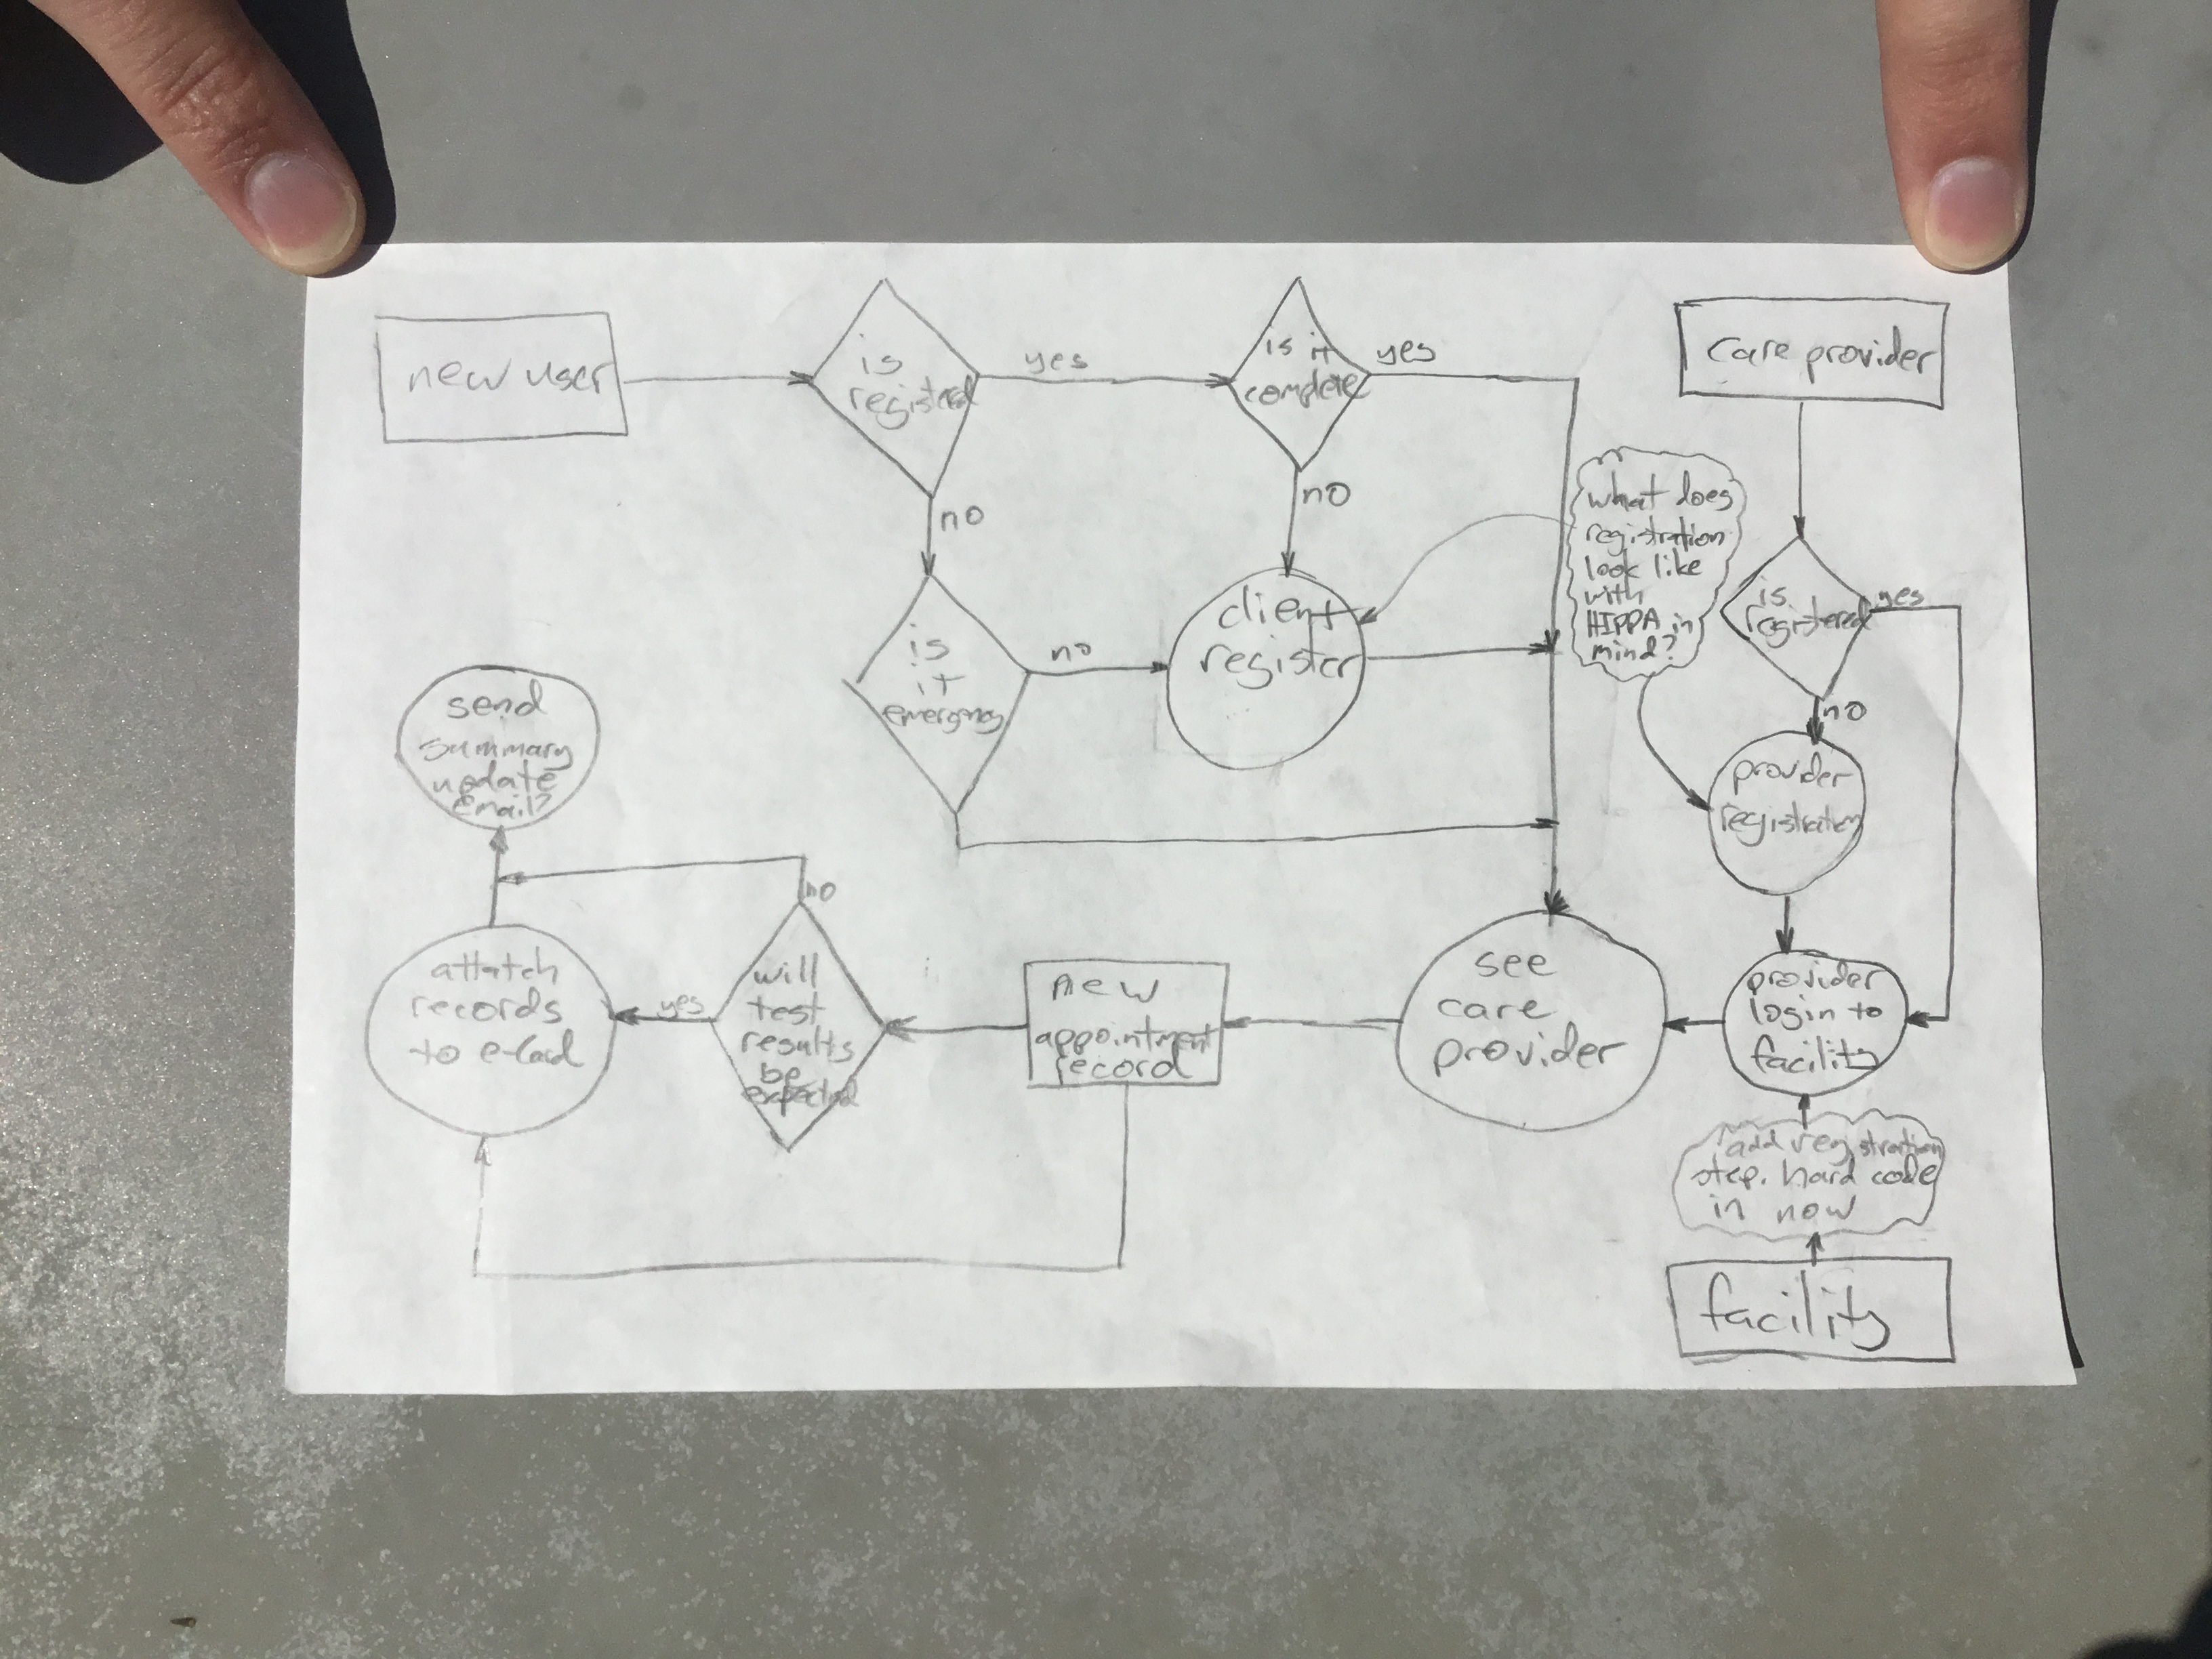 new user
is
registered
yes
is it
complete
yes
care provider
no
no
what does
registration
look like
with
HIPPA in
mind?
is
registered
yes
no
send
summary
update
email?
is
it
emergency
no
client
register
provider
registration
no
attatch
records
to
yes
will
test
results
be
expected
new
appointment
record
see
care
provider
provider
login to
facility
add registration
step. hard code
in now
facility